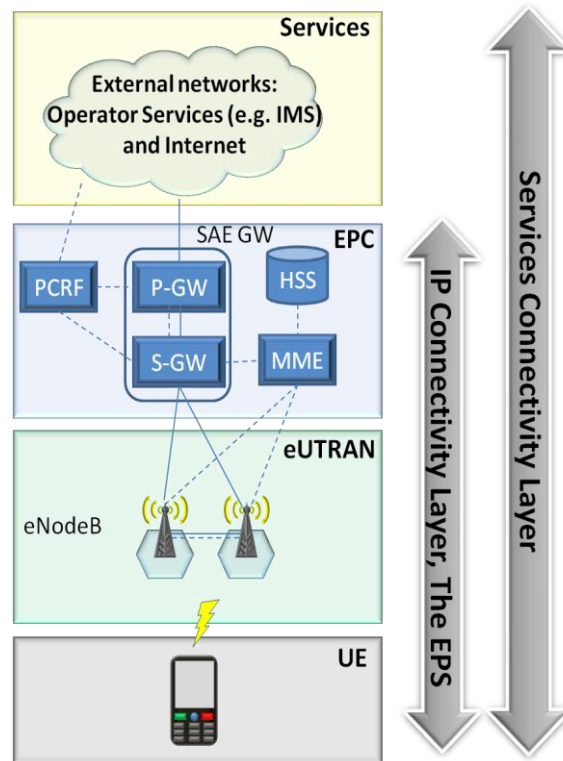 Services
External networks:
Operator Services (e.g. IMS)
and Internet
SAE GW
EPC
PCRF
P-GW
HSS
S-GW
MME
eUTRAN
eNodeB
UE
IP Connectivity Layer, The EPS
Services Connectivity Layer